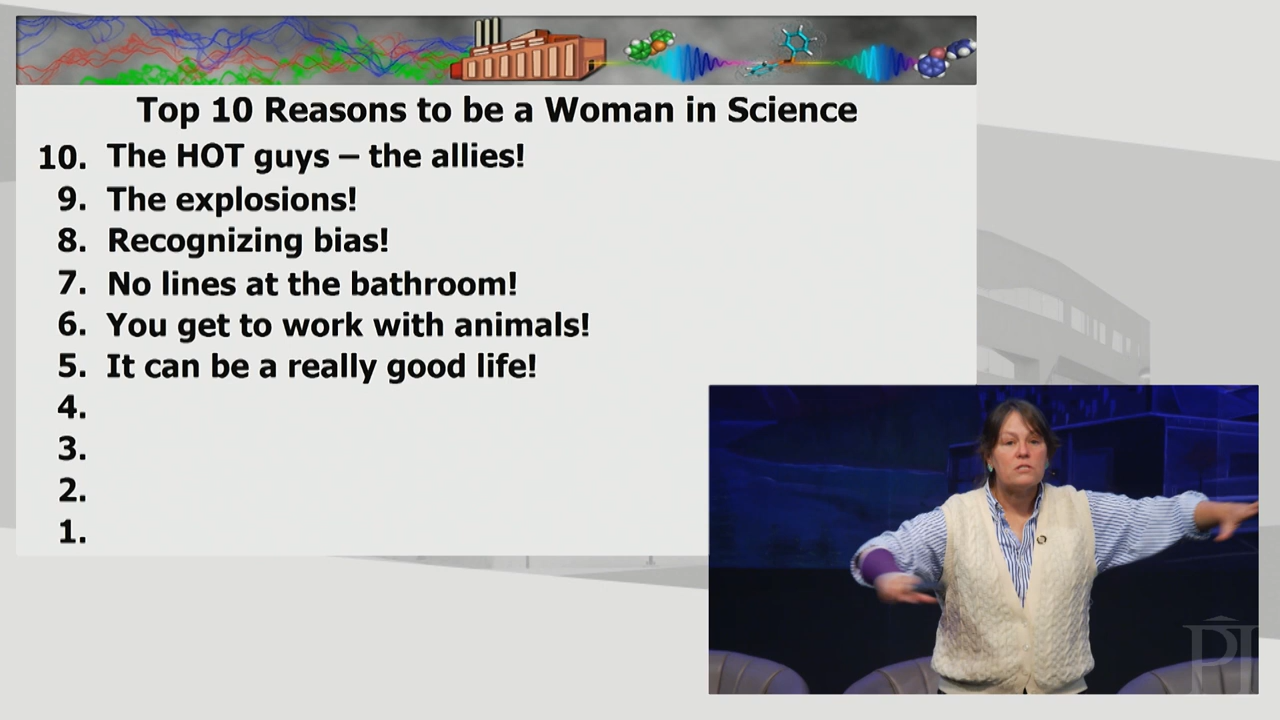 Top 10 Reasons to be a Woman in Science
10. The HOT guys – the allies!
9. The explosions!
8. Recognizing bias!
7. No lines at the bathroom!
6. You get to work with animals!
5. It can be a really good life!
4.
3.
2.
1.
PI